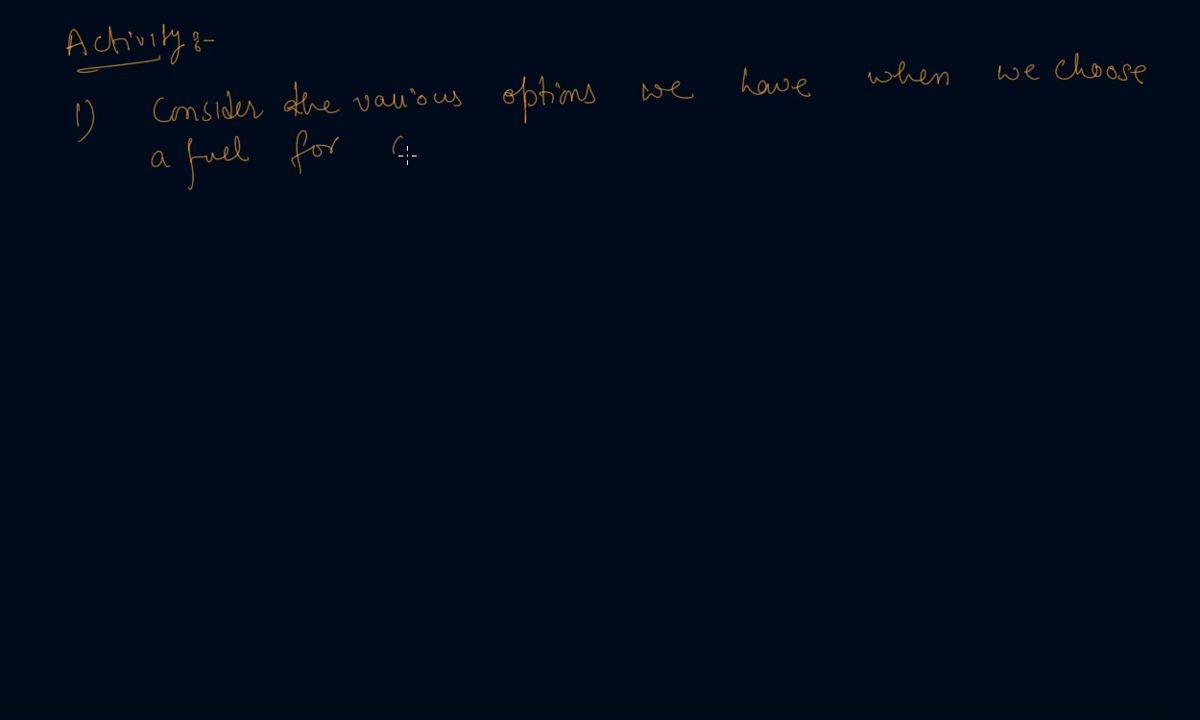 Activity:-
1) Consider the various options we have when we choose
a fuel for